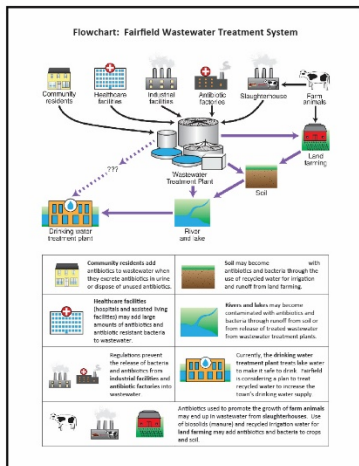 Flowchart: Fairfield Wastewater Treatment System
Community
residents
Healthcare
facilities
Industrial
facilities
Antibiotic
factories
Slaughterhouse
Farm
animals
???
Wastewater
Treatment Plant
Land
farming
Soil
Drinking water
treatment plant
River
and lake
Community residents add
antibiotics to wastewater when
they excrete antibiotics in urine
or dispose of unused antibiotics.
Soil may become with
antibiotics and bacteria through the
use of recycled water for irrigation
and runoff from land farming.
Healthcare facilities
(hospitals and assisted living
facilities) may add large
amounts of antibiotics and
antibiotic resistant bacteria
to wastewater.
Rivers and lakes may become
contaminated with antibiotics and
bacteria through runoff from soil or
from release of treated wastewater
from wastewater treatment plants.
Regulations prevent
the release of bacteria
and antibiotics from
industrial facilities and
antibiotic factories into
wastewater.
Currently, the drinking water
treatment plant treats lake water
to make it safe to drink. Fairfield
is considering a plan to treat
recycled water to increase the
town's drinking water supply.
Antibiotics used to promote the growth of farm animals
may end up in wastewater from slaughterhouses. Use
of biosolids (manure) and recycled irrigation water for
land farming may add antibiotics and bacteria to crops
and soil.